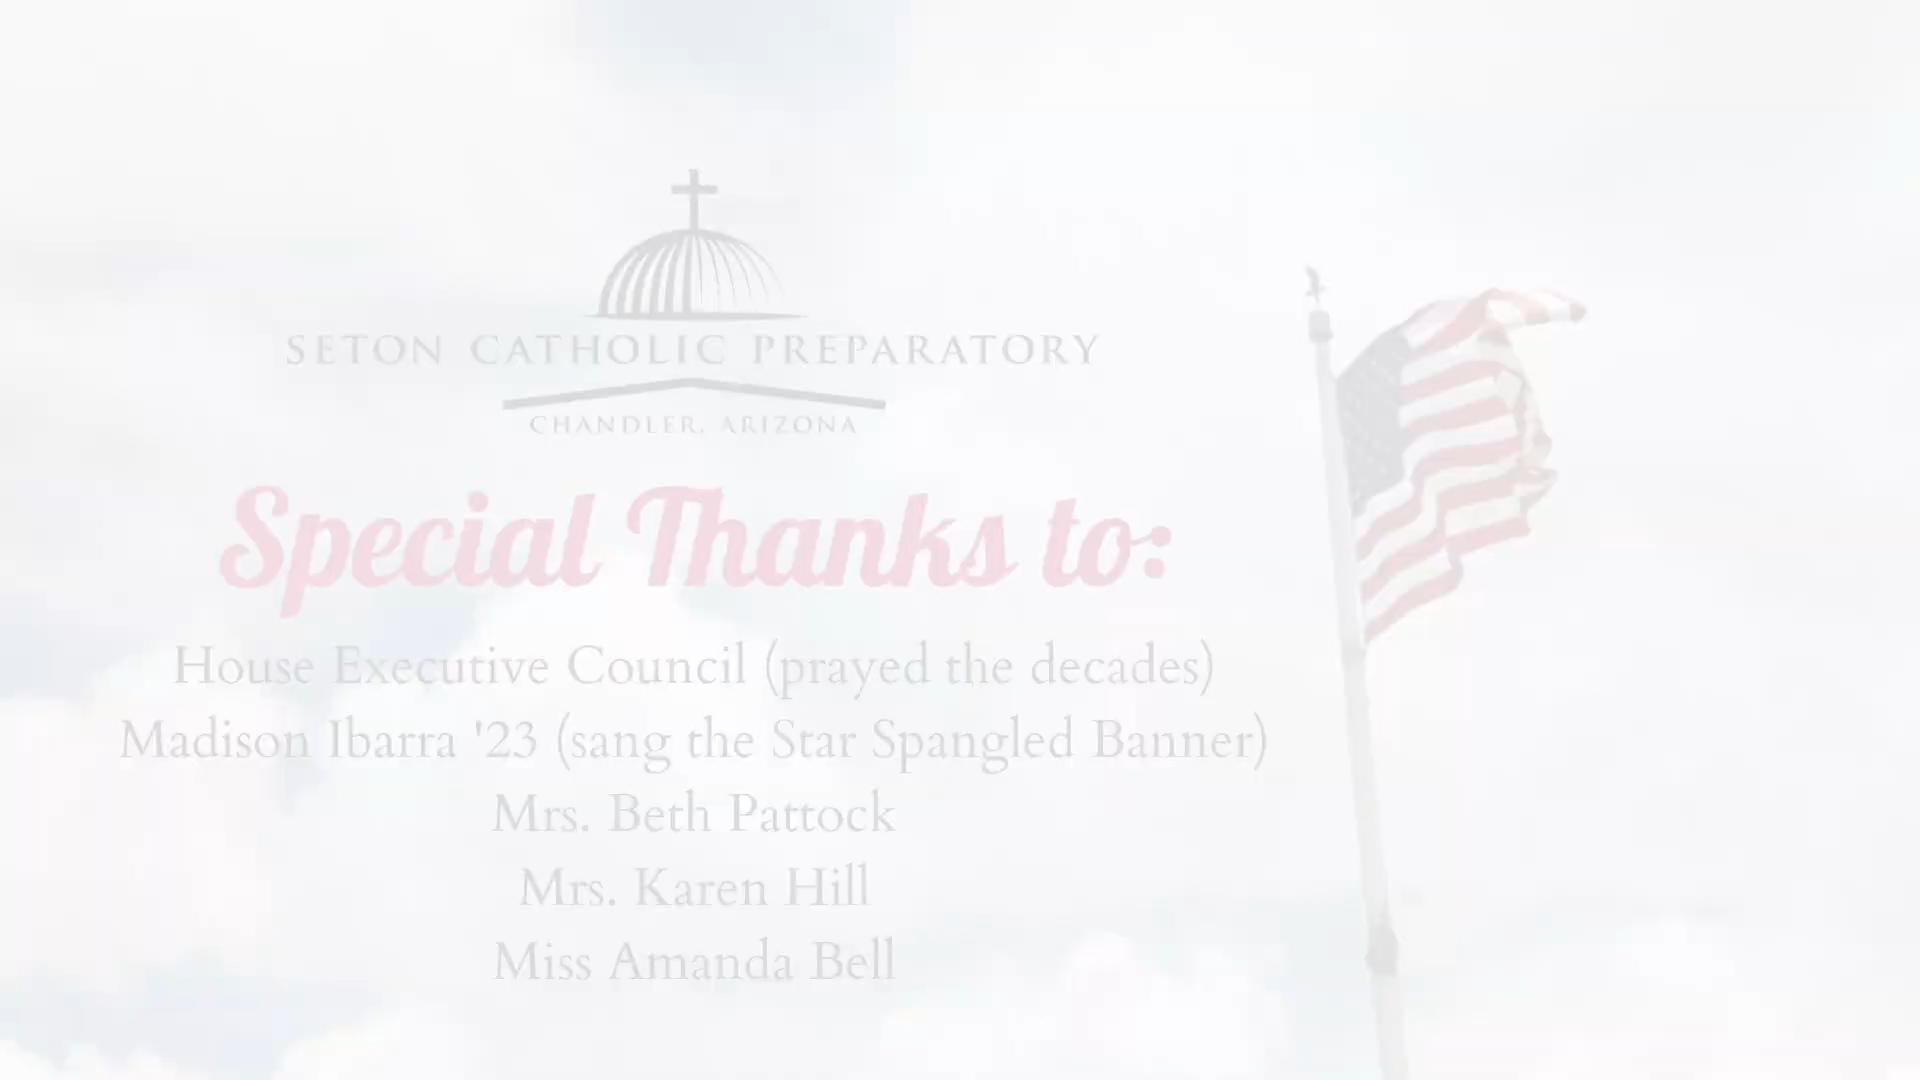 SETON CATHOLIC PREPARATORY
CHANDLER, ARIZONA
Special Thanks to:
House Executive Council (prayed the decades)
Madison Ibarra '23 (sang the Star Spangled Banner)
Mrs. Beth Pattock
Mrs. Karen Hill
Miss Amanda Bell